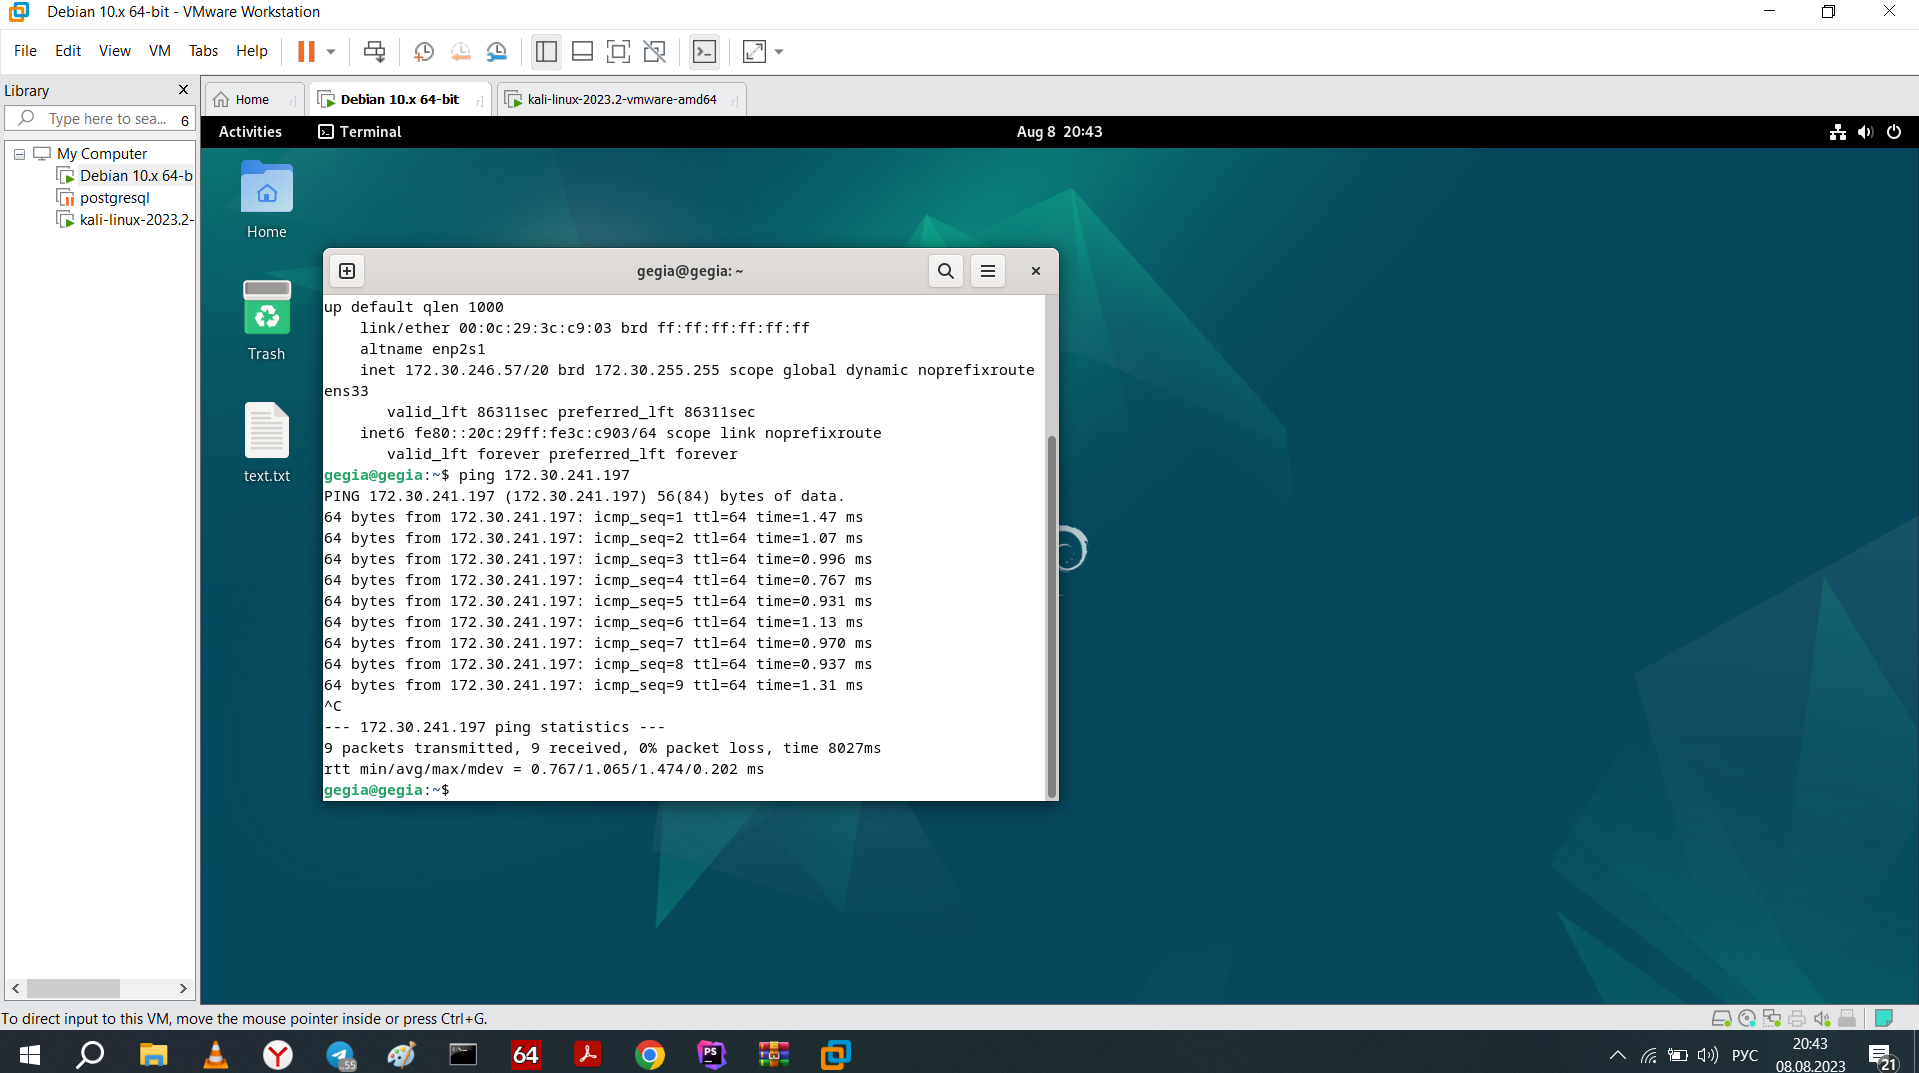 Debian 10.x 64-bit - VMware Workstation
File Edit View VM Tabs Help
Library
Type here to sea... 6
My Computer
Debian 10.x 64-b
postgresql
kali-linux-2023.2-
Home
Debian 10.x 64-bit
kali-linux-2023.2-vmware-amd64
Activities
Terminal
Aug 8 20:43
Home
Trash
text.txt
gegia@gegia: ~
up default qlen 1000
link/ether 00:0c:29:3c:c9:03 brd ff:ff:ff:ff:ff:ff
altname enp2s1
inet 172.30.246.57/20 brd 172.30.255.255 scope global dynamic noprefixroute
ens33
valid_lft 86311sec preferred_lft 86311sec
inet6 fe80::20c:29ff:fe3c:c903/64 scope link noprefixroute
valid_lft forever preferred_lft forever
gegia@gegia:~$ ping 172.30.241.197
PING 172.30.241.197 (172.30.241.197) 56(84) bytes of data.
64 bytes from 172.30.241.197: icmp_seq=1 ttl=64 time=1.47 ms
64 bytes from 172.30.241.197: icmp_seq=2 ttl=64 time=1.07 ms
64 bytes from 172.30.241.197: icmp_seq=3 ttl=64 time=0.996 ms
64 bytes from 172.30.241.197: icmp_seq=4 ttl=64 time=0.767 ms
64 bytes from 172.30.241.197: icmp_seq=5 ttl=64 time=0.931 ms
64 bytes from 172.30.241.197: icmp_seq=6 ttl=64 time=1.13 ms
64 bytes from 172.30.241.197: icmp_seq=7 ttl=64 time=0.970 ms
64 bytes from 172.30.241.197: icmp_seq=8 ttl=64 time=0.937 ms
64 bytes from 172.30.241.197: icmp_seq=9 ttl=64 time=1.31 ms
^C
--- 172.30.241.197 ping statistics ---
9 packets transmitted, 9 received, 0% packet loss, time 8027ms
rtt min/avg/max/mdev = 0.767/1.065/1.474/0.202 ms
gegia@gegia:~$
To direct input to this VM, move the mouse pointer inside or press Ctrl+G.
55
64
PS
РУС
20:43
08.08.2023
21